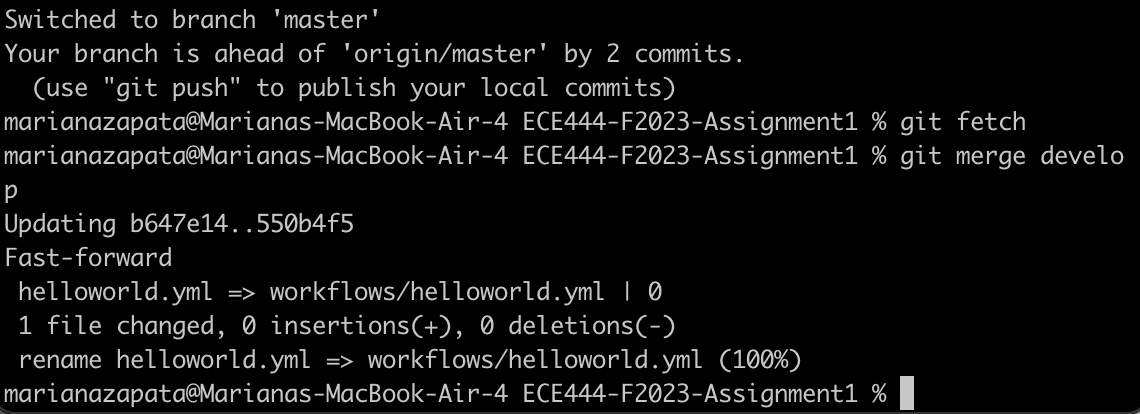 Switched to branch 'master'
Your branch is ahead of 'origin/master' by 2 commits.
  (use "git push" to publish your local commits)
marianazapata@Marianas-MacBook-Air-4 ECE444-F2023-Assignment1 % git fetch
marianazapata@Marianas-MacBook-Air-4 ECE444-F2023-Assignment1 % git merge develo
p
Updating b647e14..550b4f5
Fast-forward
 helloworld.yml => workflows/helloworld.yml | 0
 1 file changed, 0 insertions(+), 0 deletions(-)
 rename helloworld.yml => workflows/helloworld.yml (100%)
marianazapata@Marianas-MacBook-Air-4 ECE444-F2023-Assignment1 %